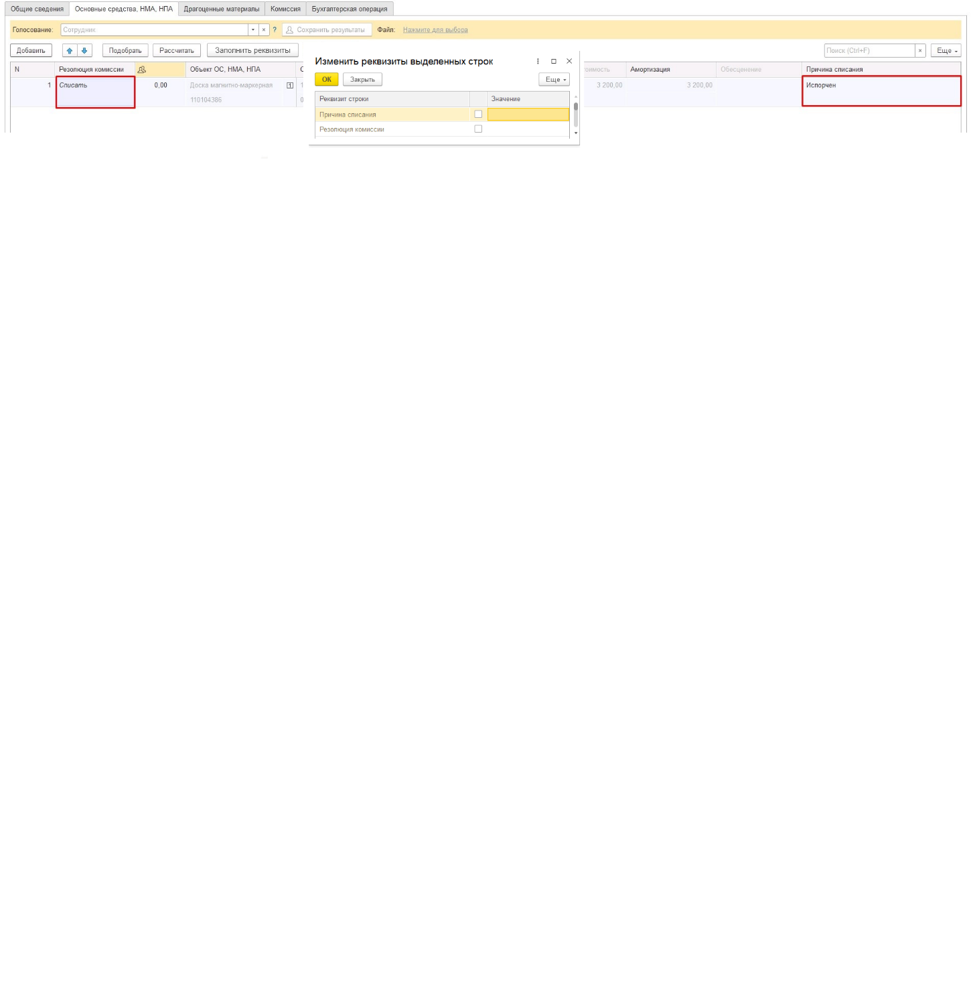 Общие сведения Основные средства, НМА, НПА Драгоценные материалы Комиссия Бухгалтерская операция
Голосование: Сотрудник ? Сохранить результаты Файл: Нажмите для выбора
Добавить Подобрать Рассчитать Заполнить реквизиты Поиск (Ctrl+F) × Еще
Изменить реквизиты выделенных строк
N Резолюция комиссии Объект ОС, НМА, НПА Амортизация Обесценение Причина списания
ОК Закрыть Еще
1 Списать 0,00 Доска магнитно-маркерная 1 3 200,00 3 200,00 Испорчен
110104386
Реквизит строки Значение
Причина списания
Резолюция комиссии